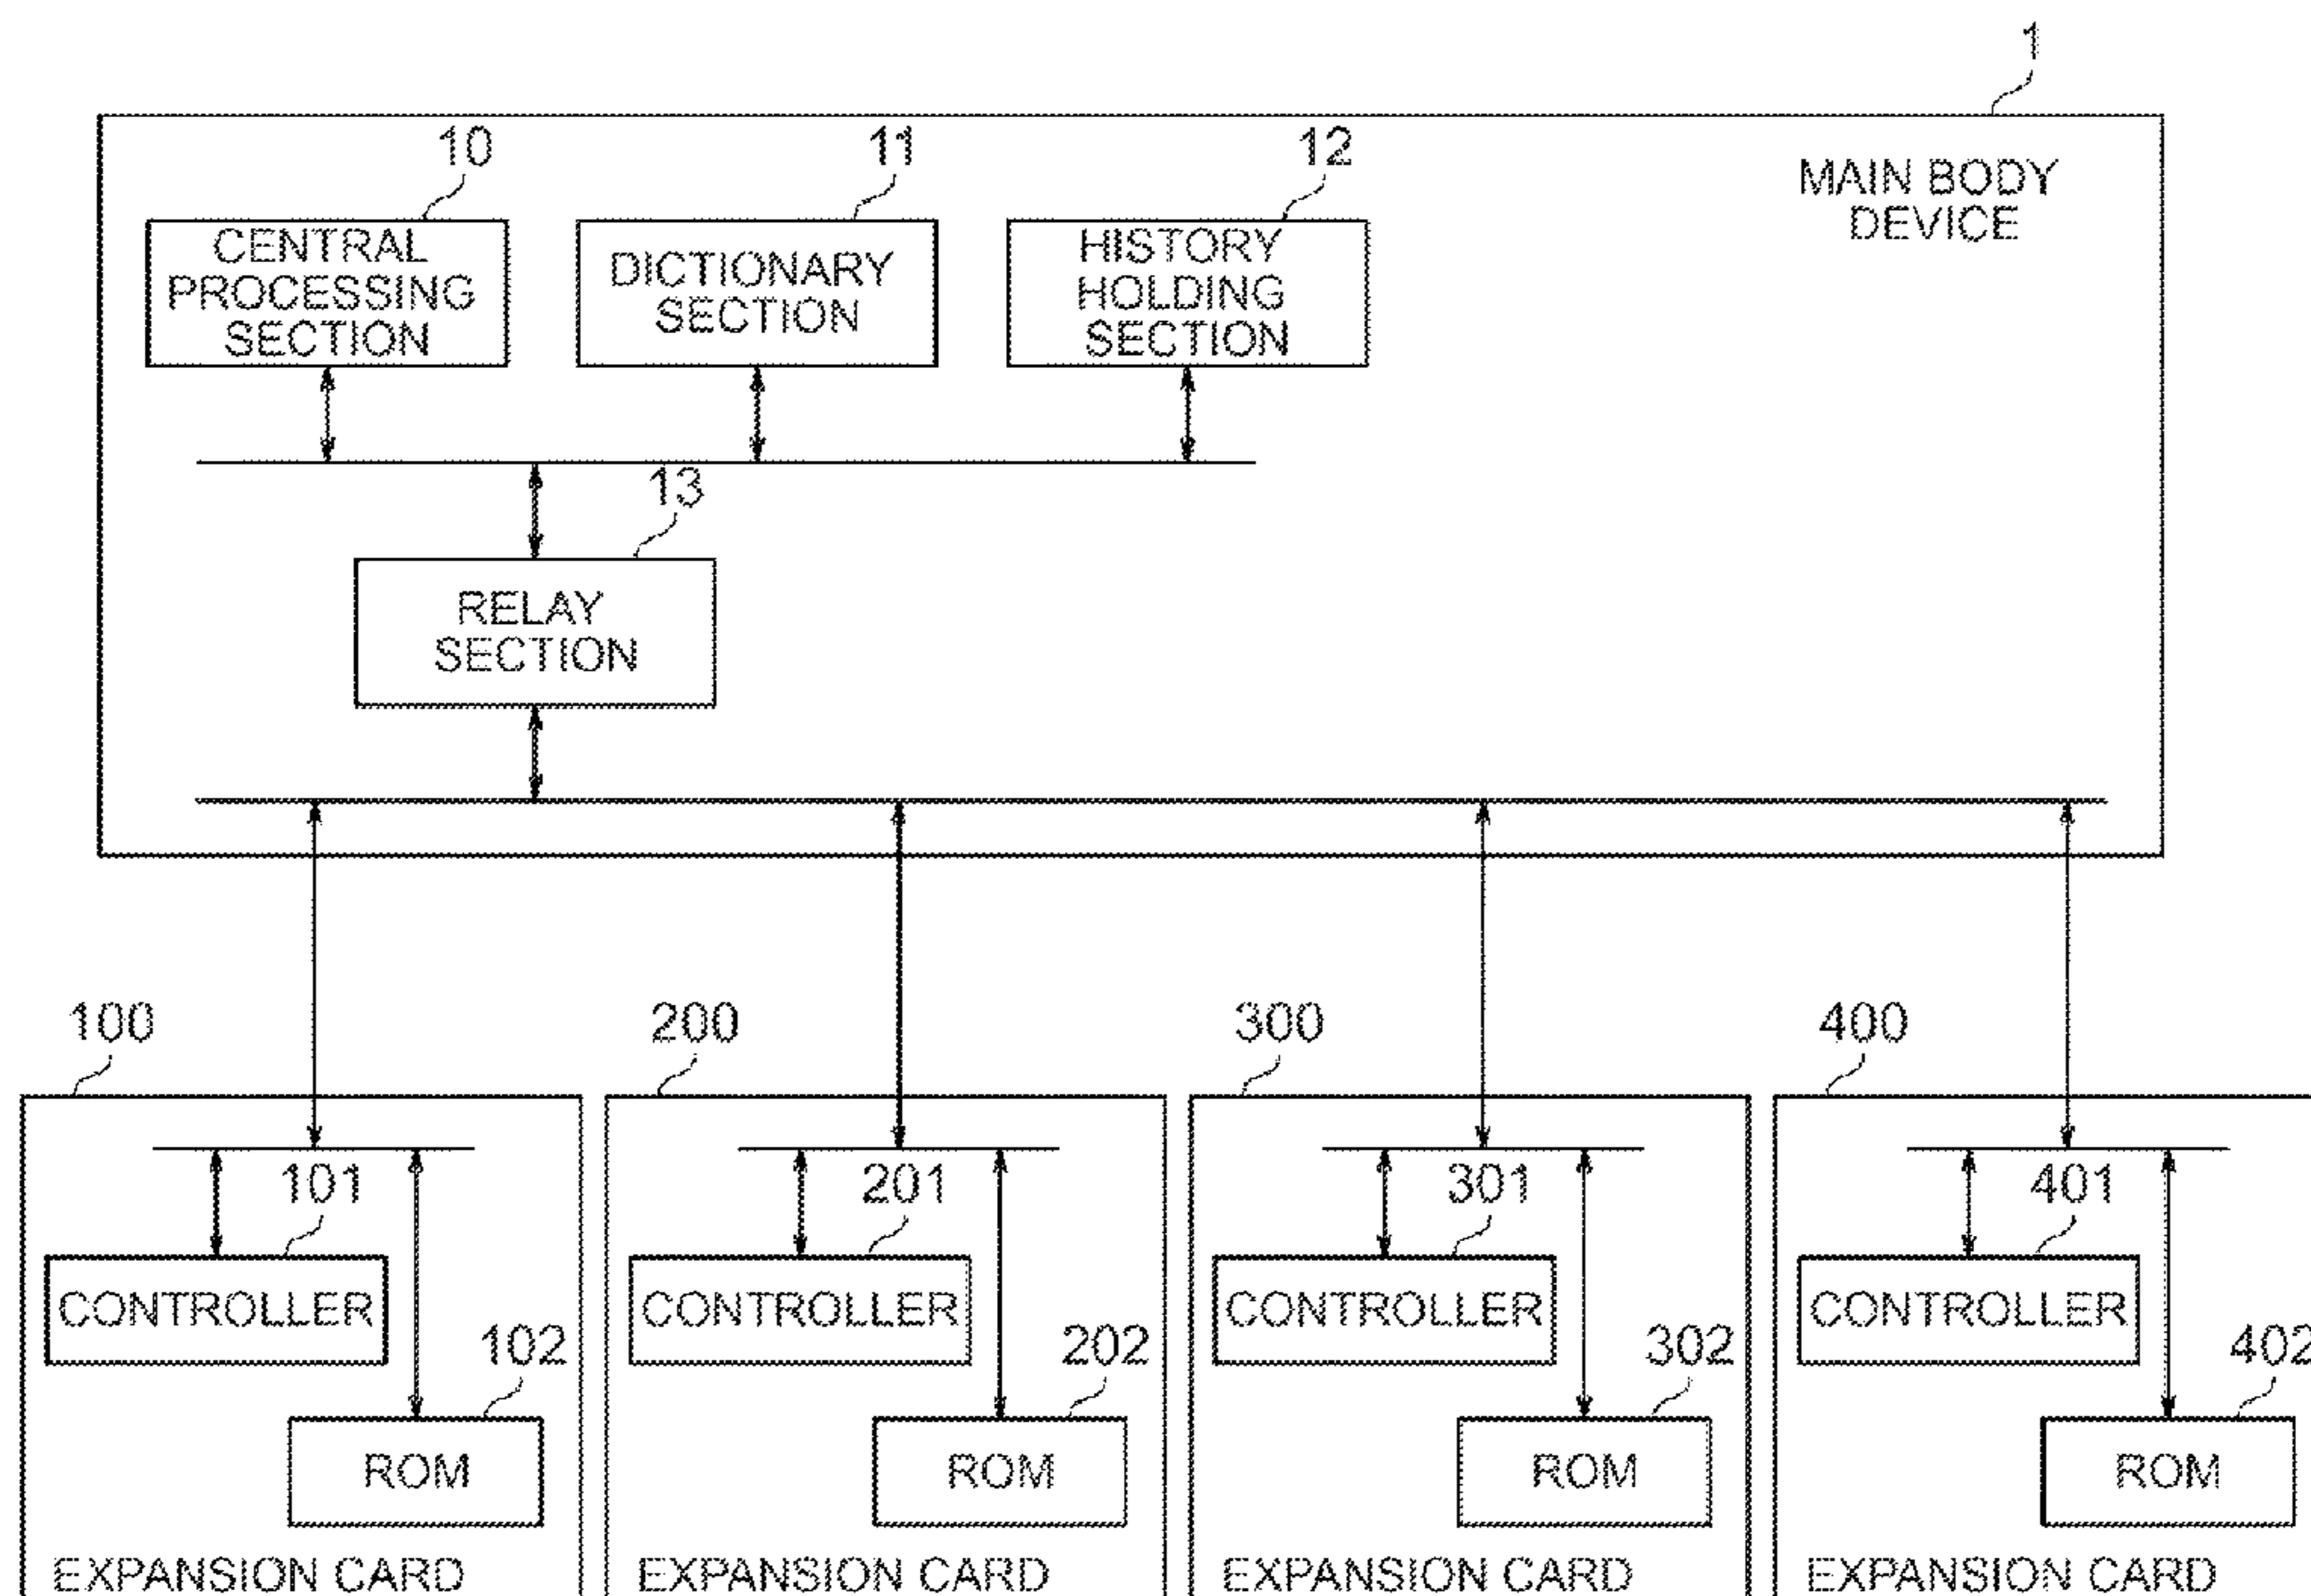 1
MAIN BODY
DEVICE
10
11
12
CENTRAL
PROCESSING
SECTION
DICTIONARY
SECTION
HISTORY
HOLDING
SECTION
13
RELAY
SECTION
100
200
300
400
101
201
301
401
CONTROLLER
CONTROLLER
CONTROLLER
CONTROLLER
102
202
302
402
ROM
ROM
ROM
ROM
EXPANSION CARD
EXPANSION CARD
EXPANSION CARD
EXPANSION CARD